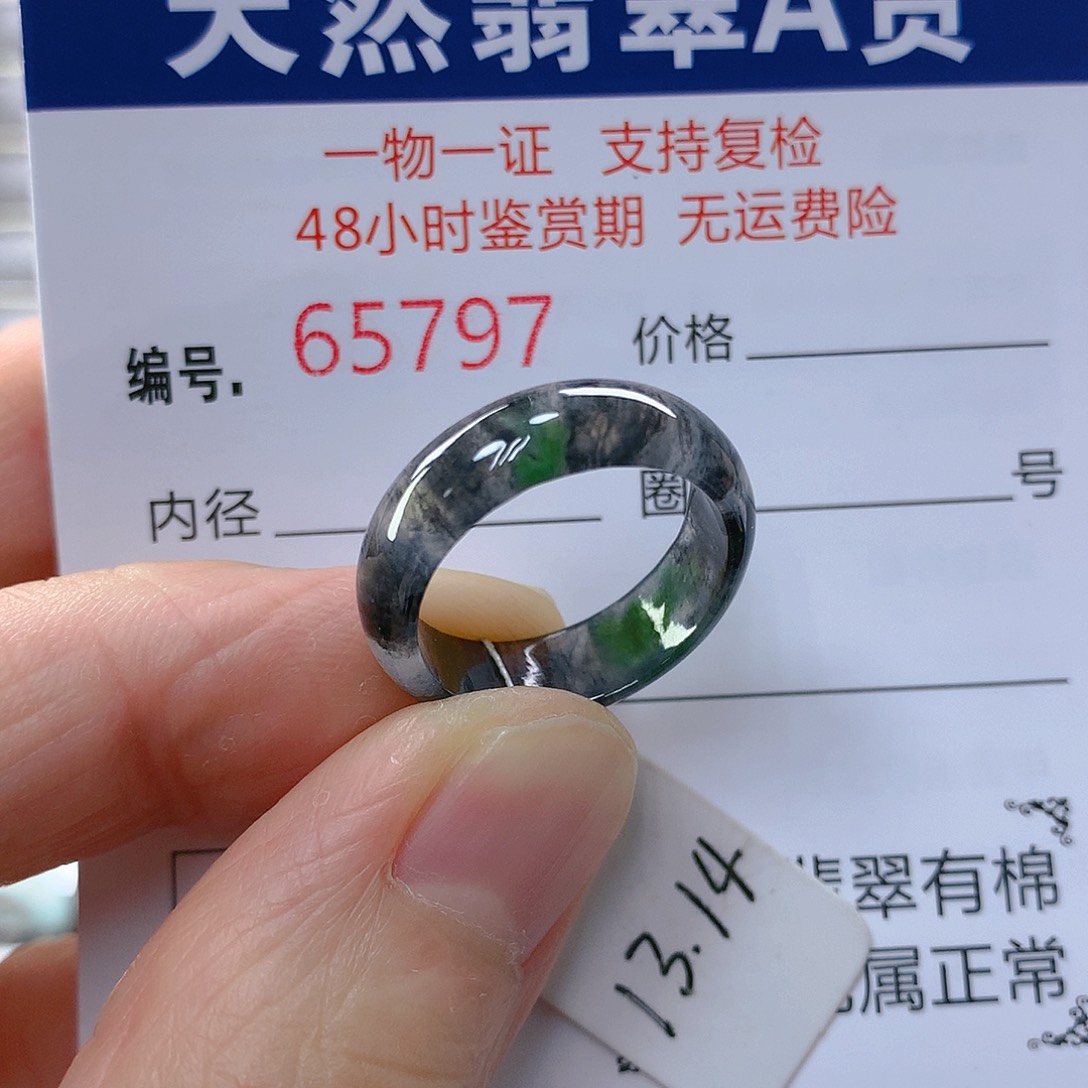 天然翡翠A货
一物一证 支持复检
48小时鉴赏期 无运费险
编号. 65797 价格
内径 圈 号
翡翠有棉
属正常
13.14